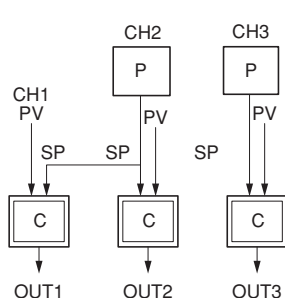 CH2 CH3
P P
CH1
PV PV PV
SP SP SP
C C C
OUT1 OUT2 OUT3